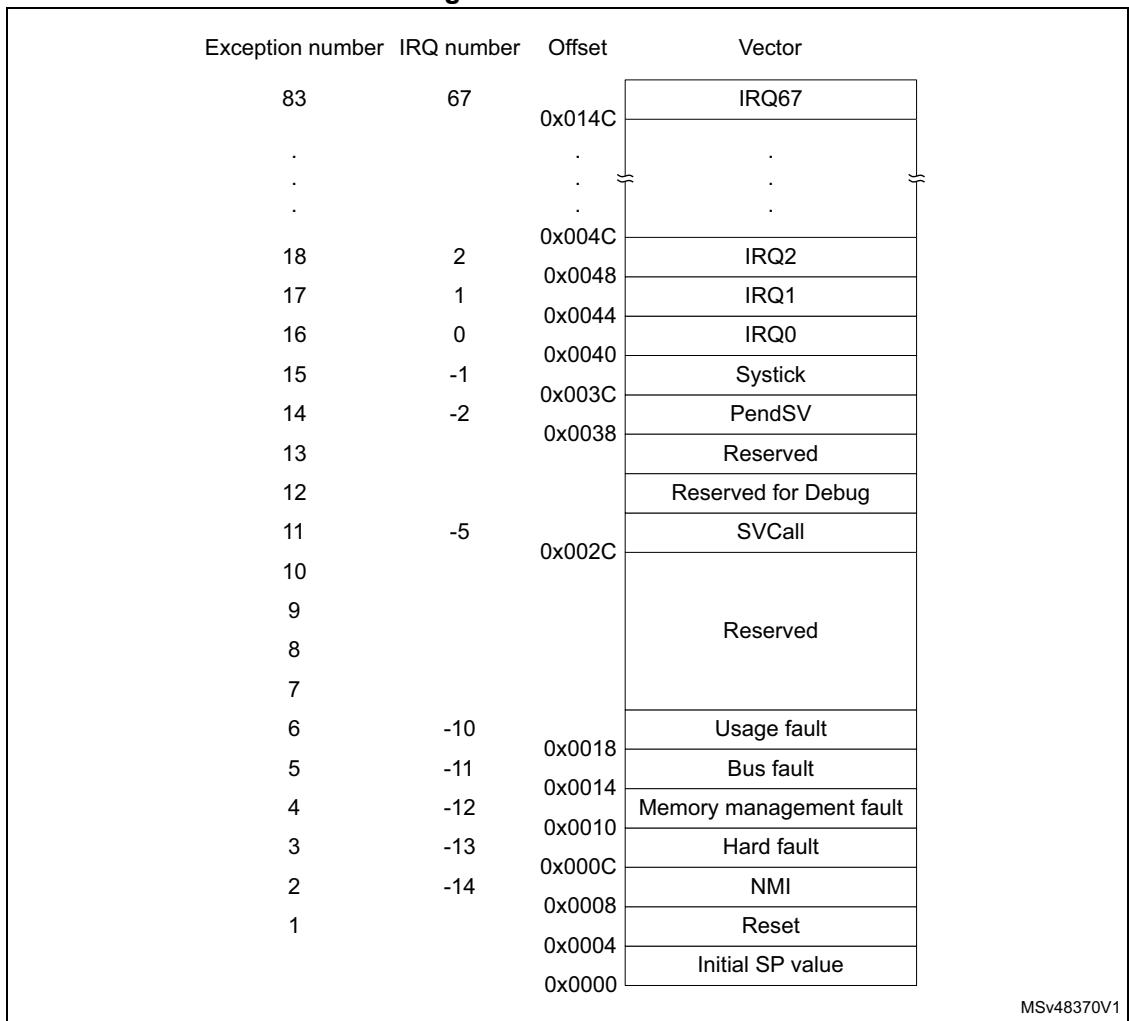 Exception number IRQ number Offset Vector
83 67 IRQ67
0x014C
. . .
. . .
. . .
0x004C
18 2 IRQ2
0x0048
17 1 IRQ1
0x0044
16 0 IRQ0
0x0040
15 -1 Systick
0x003C
14 -2 PendSV
0x0038
13 Reserved
12 Reserved for Debug
11 -5 SVCall
0x002C
10
9
Reserved
8
7
6 -10 Usage fault
0x0018
5 -11 Bus fault
0x0014
4 -12 Memory management fault
0x0010
3 -13 Hard fault
0x000C
2 -14 NMI
0x0008
1 Reset
0x0004
Initial SP value
0x0000
MSv48370V1